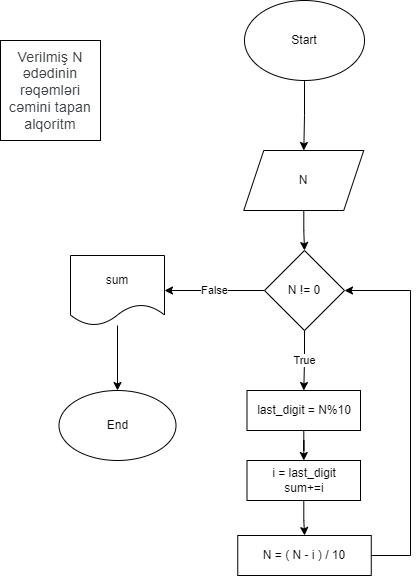 Verilmiş N
ədədinin
rəqəmləri
cəmini tapan
alqoritm
Start
N
N != 0
False
sum
End
True
last_digit = N%10
i = last_digit
sum+=i
N = ( N - i ) / 10